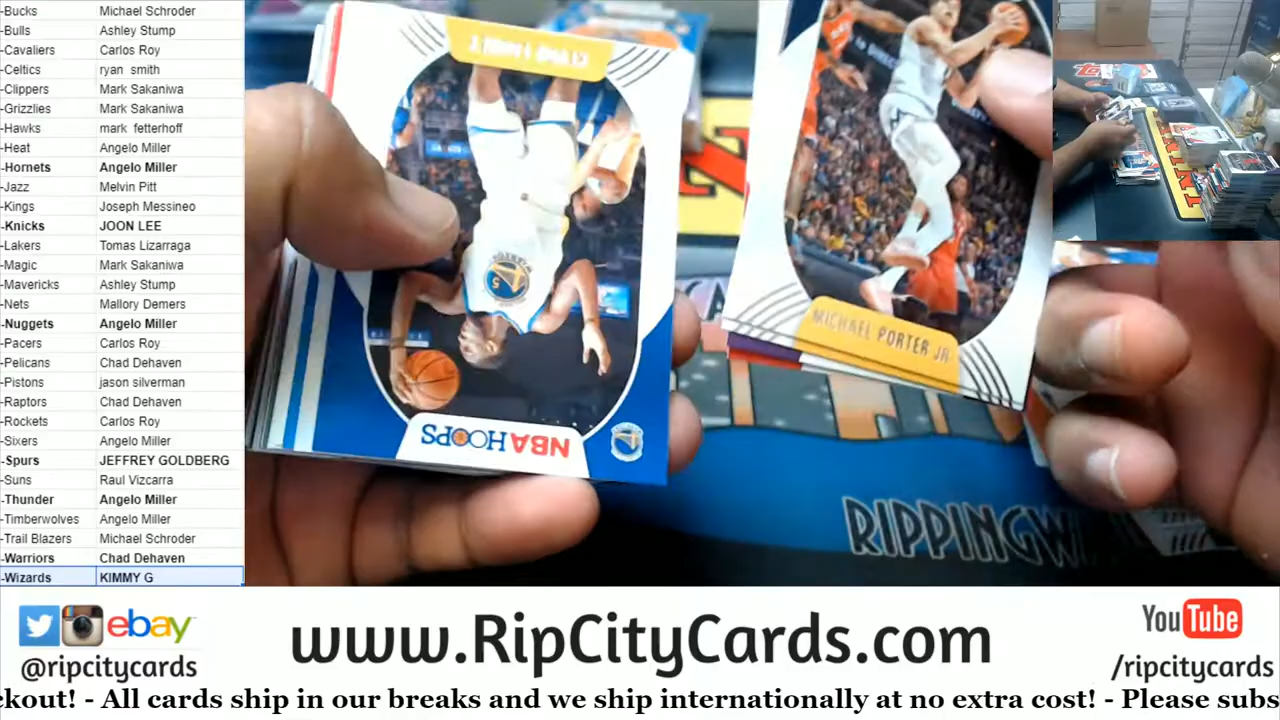 -Bucks Michael Schroder
-Bulls Ashley Stump
-Cavaliers Carlos Roy
-Celtics ryan smith
-Clippers Mark Sakaniwa
-Grizzlies Mark Sakaniwa
-Hawks mark fetterhoff
-Heat Angelo Miller
-Hornets Angelo Miller
-Jazz Melvin Pitt
-Kings Joseph Messineo
-Knicks JOON LEE
-Lakers Tomas Lizarraga
-Magic Mark Sakaniwa
-Mavericks Ashley Stump
-Nets Mallory Demers
-Nuggets Angelo Miller
-Pacers Carlos Roy
-Pelicans Chad Dehaven
-Pistons jason silverman
-Raptors Chad Dehaven
-Rockets Carlos Roy
-Sixers Angelo Miller
-Spurs JEFFREY GOLDBERG
-Suns Raul Vizcarra
-Thunder Angelo Miller
-Timberwolves Angelo Miller
-Trail Blazers Michael Schroder
-Warriors Chad Dehaven
-Wizards KIMMY G
NBA HOOPS
5
MICHAEL PORTER JR
RIPPINGW
PANINI
ebay
@ripcitycards
www.RipCityCards.com
YouTube
/ripcitycards
ckout! - All cards ship in our breaks and we ship internationally at no extra cost! - Please subs